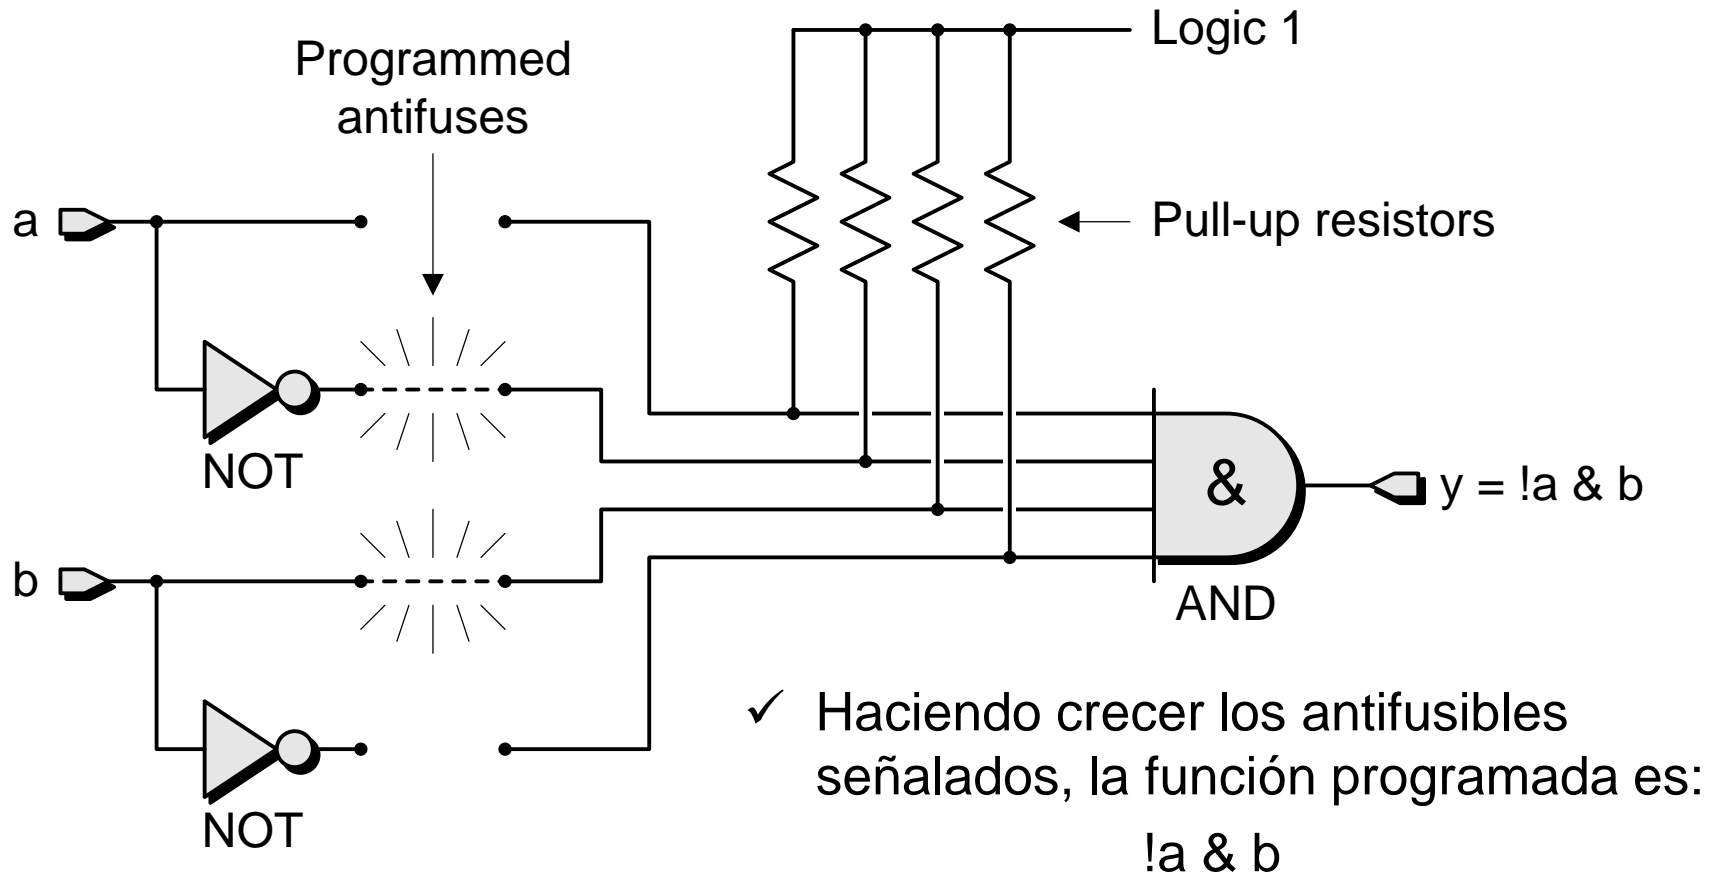 Logic 1
Programmed
antifuses
a
Pull-up resistors
NOT
&
y = !a & b
b
AND
NOT
✓ Haciendo crecer los antifusibles
señalados, la función programada es:
!a & b